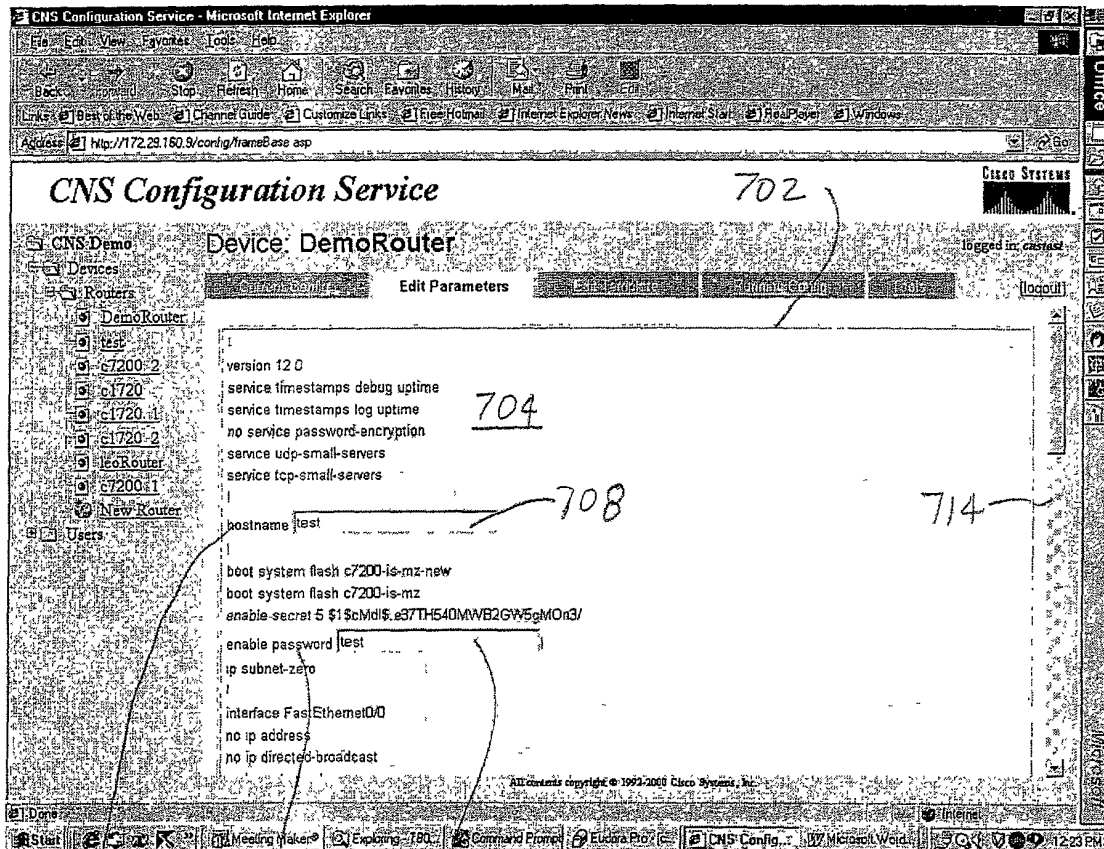 CNS Configuration Service - Microsoft Internet Explorer
File Edit View Favorites Tools Help
Back Forward Stop Refresh Home Search Favorites History Mail Print Edit
Links Best of the Web Channel Guide Customize Links Free Hotmail Internet Explorer News Internet Start RealPlayer Windows
Address http://172.29.160.9/config/frameBase asp Go
Office
CNS Configuration Service
702
CISCO SYSTEMS
CNS Demo
Devices
Routers
DemoRouter
test
c7200-2
c1720
c1720.1
c1720-2
leoRouter
c7200-1
New Router
Users
Device: DemoRouter
logged in:
Edit Parameters
[logout]
!
version 12 0
service timestamps debug uptime
service timestamps log uptime
704
no service password-encryption
service udp-small-servers
service tcp-small-servers
!
hostname test
708
714
!
boot system flash c7200-is-mz-new
boot system flash c7200-is-mz
enable password test
ip subnet-zero
!
interface FastEthernet0/0
no ip address
no ip directed-broadcast
All contents copyright © 1992-2000 Cisco Systems, Inc.
Done
Internet
Start Meeting Maker Exploring Command Prompt Eudora Pro CNS Config... Microsoft Word 12:23 PM